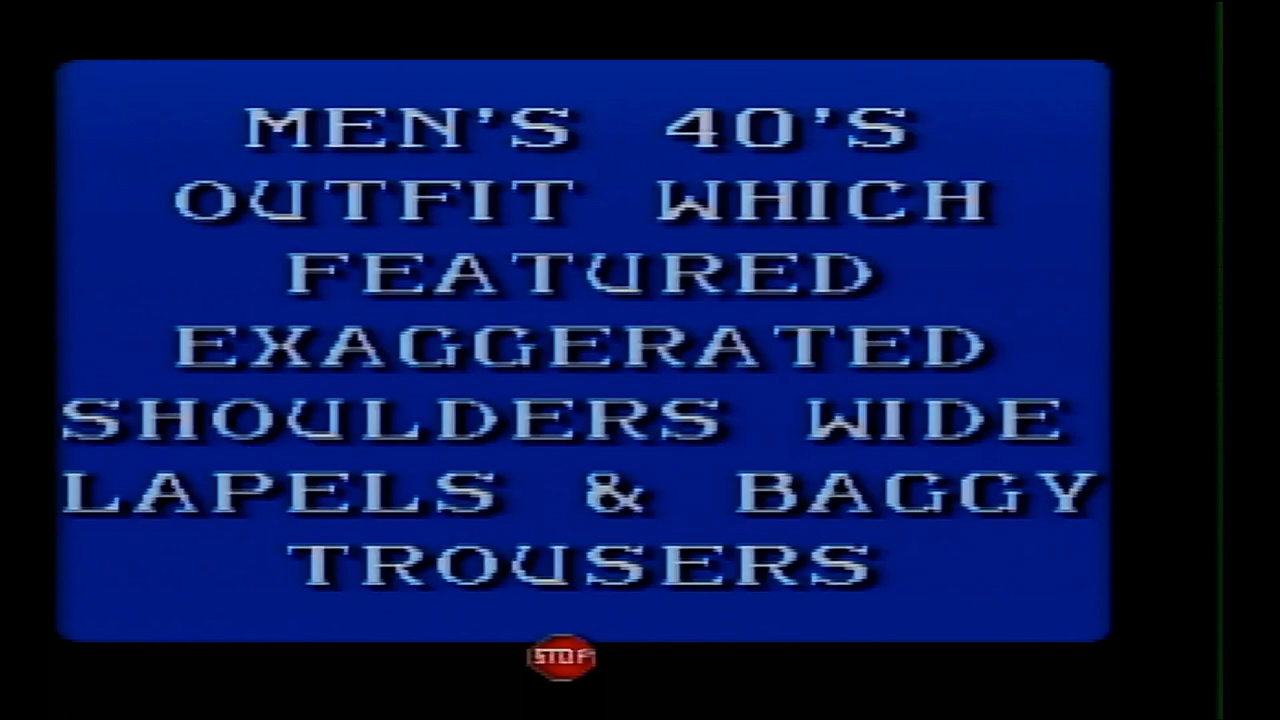 MEN'S 40'S
OUTFIT WHICH
FEATURED
EXAGGERATED
SHOULDERS WIDE
LAPELS & BAGGY
TROUSERS
STOP